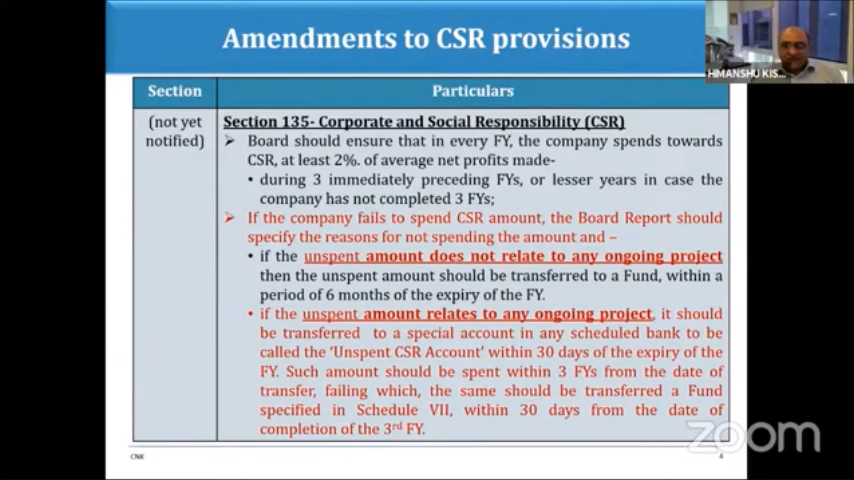 Amendments to CSR provisions
HIMANSHU KIS...
Section
Particulars
(not yet
notified)
Section 135- Corporate and Social Responsibility (CSR)
➢ Board should ensure that in every FY, the company spends towards
CSR, at least 2%. of average net profits made-
• during 3 immediately preceding FYs, or lesser years in case the
company has not completed 3 FYs;
➢ If the company fails to spend CSR amount, the Board Report should
specify the reasons for not spending the amount and –
• if the unspent amount does not relate to any ongoing project
then the unspent amount should be transferred to a Fund, within a
period of 6 months of the expiry of the FY.
• if the unspent amount relates to any ongoing project, it should
be transferred to a special account in any scheduled bank to be
called the 'Unspent CSR Account' within 30 days of the expiry of the
FY. Such amount should be spent within 3 FYs from the date of
transfer, failing which, the same should be transferred a Fund
specified in Schedule VII, within 30 days from the date of
completion of the 3rd FY.
CNK
4
zoom